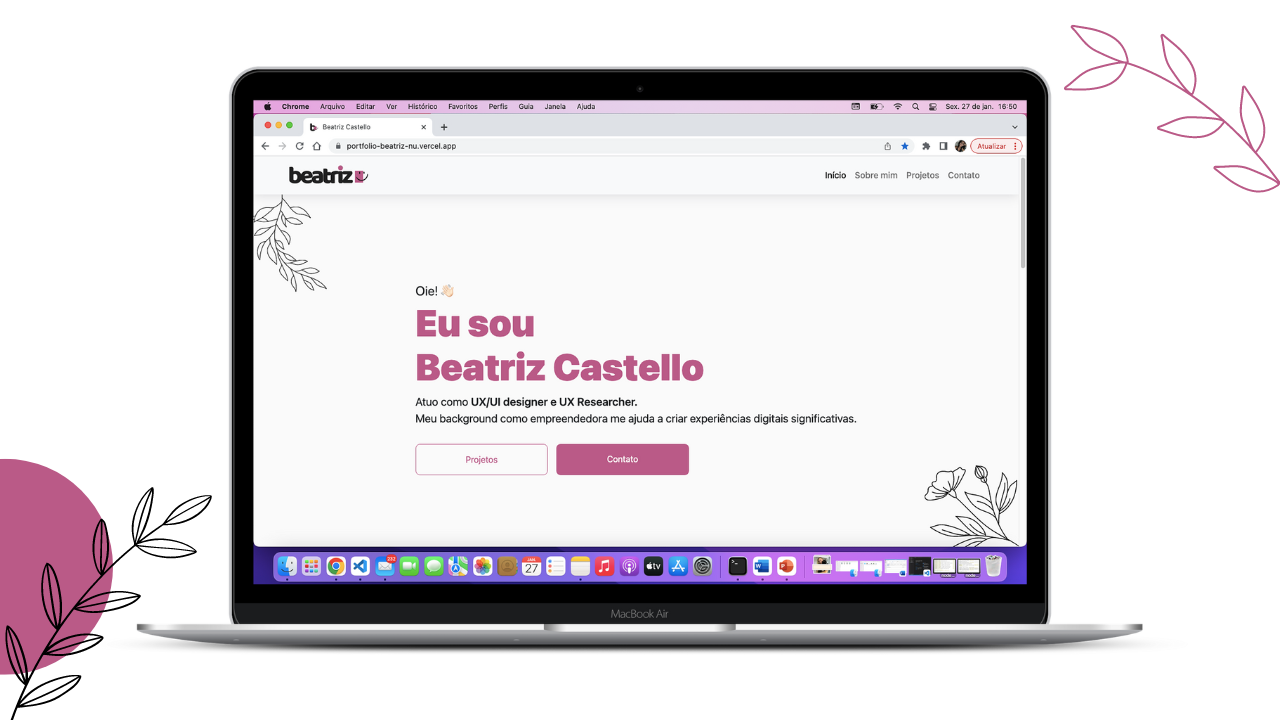 Chrome Arquivo Editar Ver Histórico Favoritos Perfis Guia Janela Ajuda Sex. 27 de jan. 16:50
Beatriz Castello
portfolio-beatriz-nu.vercel.app Atualizar
beatriz
Início Sobre mim Projetos Contato
Oie! 👋🏻
Eu sou
Beatriz Castello
Atuo como UX/UI designer e UX Researcher.
Meu background como empreendedora me ajuda a criar experiências digitais significativas.
Projetos Contato
27
tv
MacBook Air